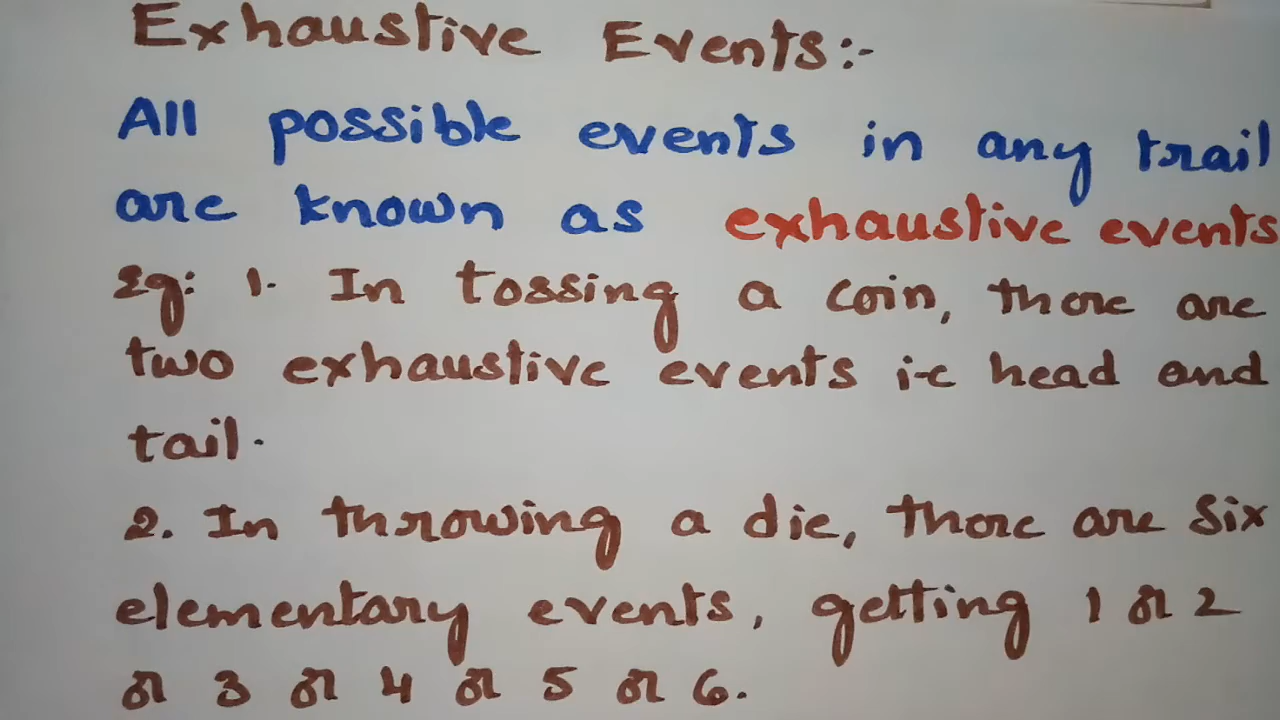 Exhaustive Events:-
All possible events in any trail
are known as exhaustive events
Eg: 1. In tossing a coin, there are
two exhaustive events i-e head and
tail.
2. In throwing a die, there are six
elementary events, getting 1 or 2
or 3 or 4 or 5 or 6.